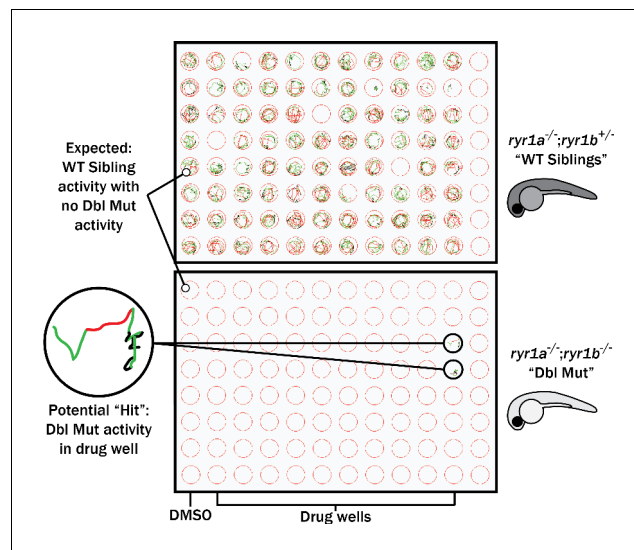 Expected:
WT Sibling
activity with
no Dbl Mut
activity
ryr1a-/-;ryr1b+/-
“WT Siblings”
Potential “Hit”:
Dbl Mut activity
in drug well
ryr1a-/-;ryr1b-/-
“Dbl Mut”
DMSO
Drug wells